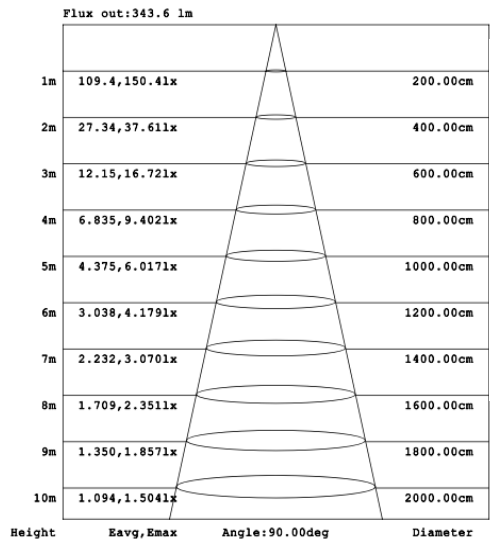 Flux out:343.6 lm
1m 109.4,150.4lx 200.00cm
2m 27.34,37.61lx 400.00cm
3m 12.15,16.72lx 600.00cm
4m 6.835,9.402lx 800.00cm
5m 4.375,6.017lx 1000.00cm
6m 3.038,4.179lx 1200.00cm
7m 2.232,3.070lx 1400.00cm
8m 1.709,2.351lx 1600.00cm
9m 1.350,1.857lx 1800.00cm
10m 1.094,1.504lx 2000.00cm
Height Eavg,Emax Angle:90.00deg Diameter